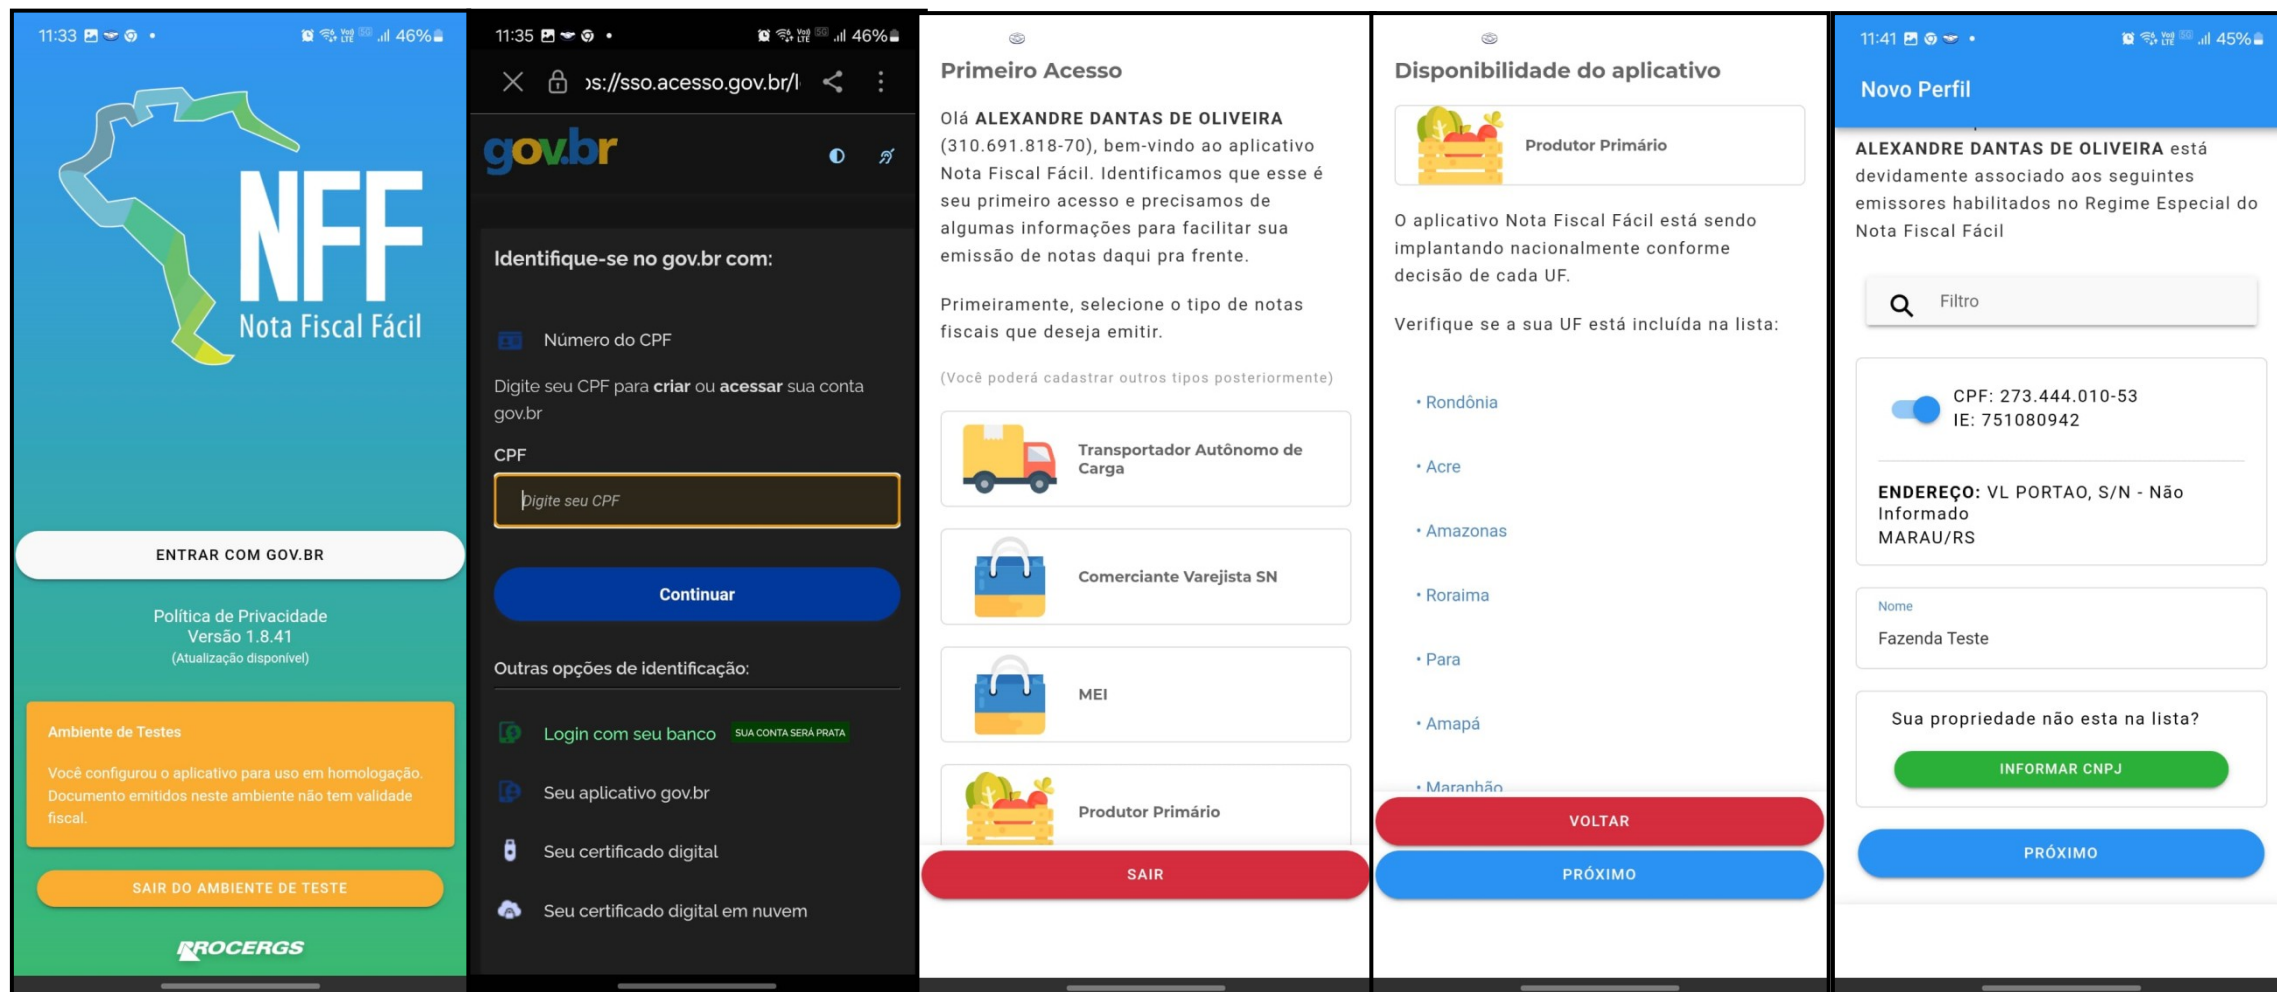 11:33
46%
NFF
Nota Fiscal Fácil
ENTRAR COM GOV.BR
Política de Privacidade
Versão 1.8.41
(Atualização disponível)
Ambiente de Testes
Você configurou o aplicativo para uso em homologação.
Documento emitidos neste ambiente não tem validade
fiscal.
SAIR DO AMBIENTE DE TESTE
PROCERGS
11:35
46%
os://sso.acesso.gov.br/l
gov.br
Identifique-se no gov.br com:
Número do CPF
Digite seu CPF para criar ou acessar sua conta
gov.br
CPF
Digite seu CPF
Continuar
Outras opções de identificação:
Login com seu banco SUA CONTA SERÁ PRATA
Seu aplicativo gov.br
Seu certificado digital
Seu certificado digital em nuvem
Primeiro Acesso
Olá ALEXANDRE DANTAS DE OLIVEIRA
(310.691.818-70), bem-vindo ao aplicativo
Nota Fiscal Fácil. Identificamos que esse é
seu primeiro acesso e precisamos de
algumas informações para facilitar sua
emissão de notas daqui pra frente.
Primeiramente, selecione o tipo de notas
fiscais que deseja emitir.
(Você poderá cadastrar outros tipos posteriormente)
Transportador Autônomo de
Carga
Comerciante Varejista SN
MEI
Produtor Primário
SAIR
Disponibilidade do aplicativo
Produtor Primário
O aplicativo Nota Fiscal Fácil está sendo
implantando nacionalmente conforme
decisão de cada UF.
Verifique se a sua UF está incluída na lista:
• Rondônia
• Acre
• Amazonas
• Roraima
• Para
• Amapá
• Maranhão
VOLTAR
PRÓXIMO
11:41
45%
Novo Perfil
ALEXANDRE DANTAS DE OLIVEIRA está
devidamente associado aos seguintes
emissores habilitados no Regime Especial do
Nota Fiscal Fácil
Filtro
CPF: 273.444.010-53
IE: 751080942
ENDEREÇO: VL PORTAO, S/N - Não
Informado
MARAU/RS
Nome
Fazenda Teste
Sua propriedade não esta na lista?
INFORMAR CNPJ
PRÓXIMO